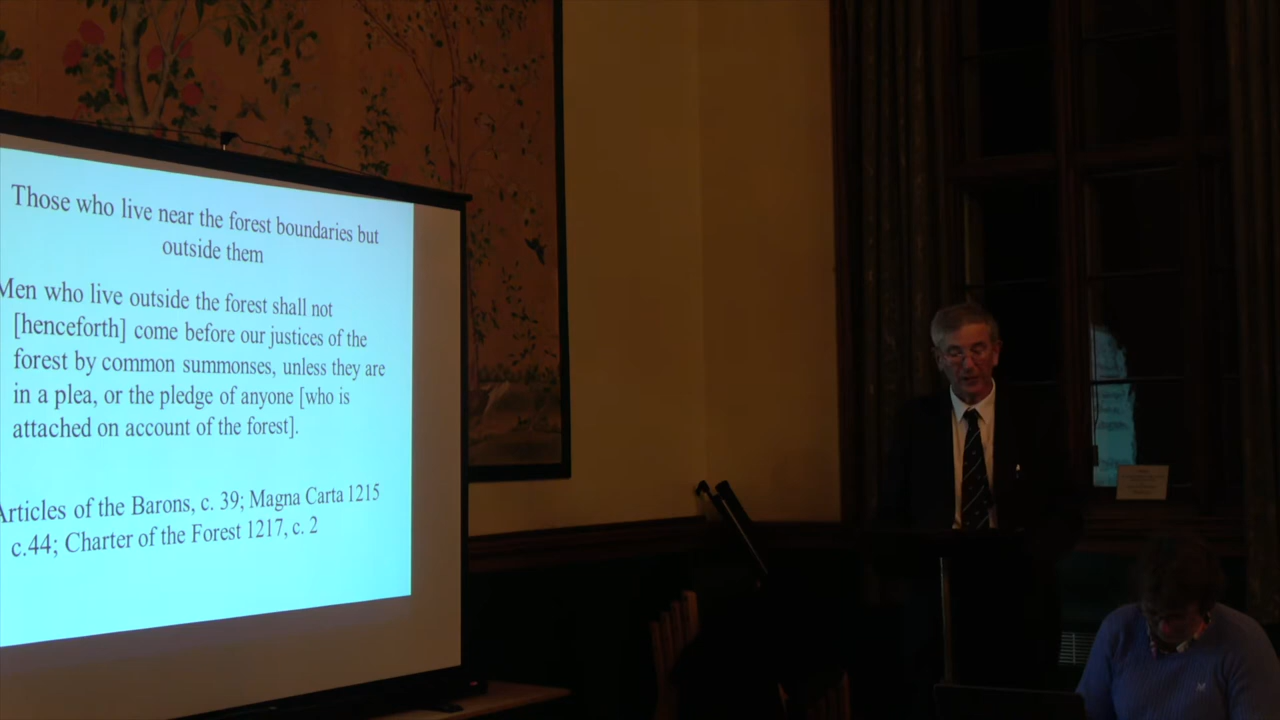 Those who live near the forest boundaries but
outside them
Men who live outside the forest shall not
[henceforth] come before our justices of the
forest by common summonses, unless they are
in a plea, or the pledge of anyone [who is
attached on account of the forest].
Articles of the Barons, c. 39; Magna Carta 1215
c.44; Charter of the Forest 1217, c. 2